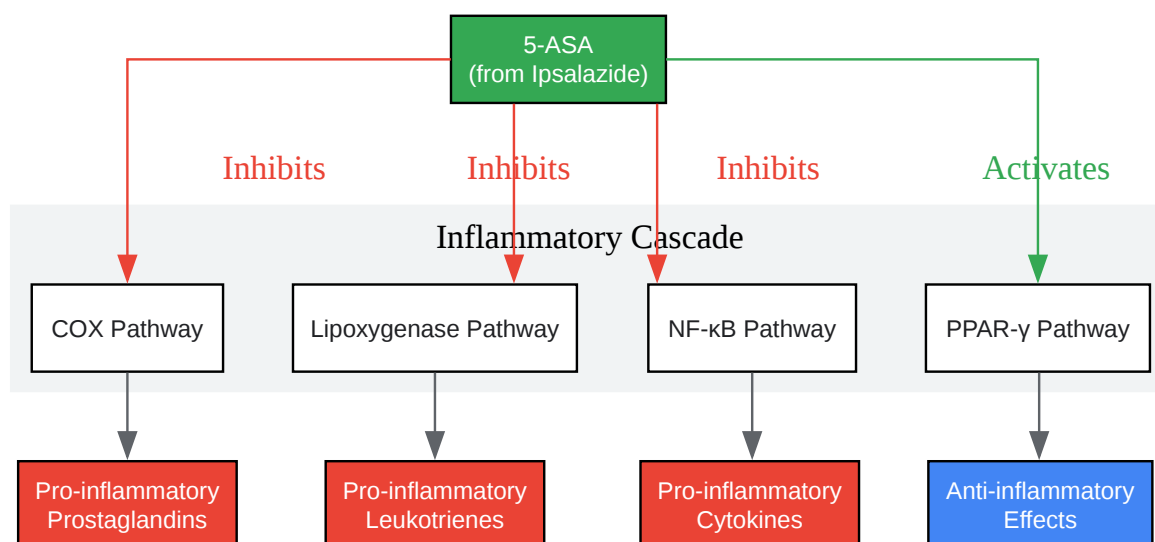 5-ASA
(from Ipsalazide)
Inhibits
Inhibits
Inhibits
Activates
Inflammatory Cascade
COX Pathway
Lipoxygenase Pathway
NF-κB Pathway
PPAR-γ Pathway
Pro-inflammatory
Prostaglandins
Pro-inflammatory
Leukotrienes
Pro-inflammatory
Cytokines
Anti-inflammatory
Effects